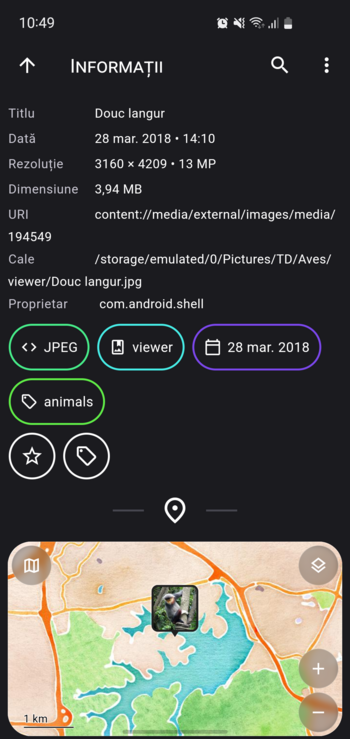 10:49
INFORMAȚII
Titlu Douc langur
Dată 28 mar. 2018 • 14:10
Rezoluție 3160 × 4209 • 13 MP
Dimensiune 3,94 MB
URI content://media/external/images/media/
194549
Cale /storage/emulated/0/Pictures/TD/Aves/
viewer/Douc langur.jpg
Proprietar com.android.shell
JPEG viewer 28 mar. 2018
animals
1 km